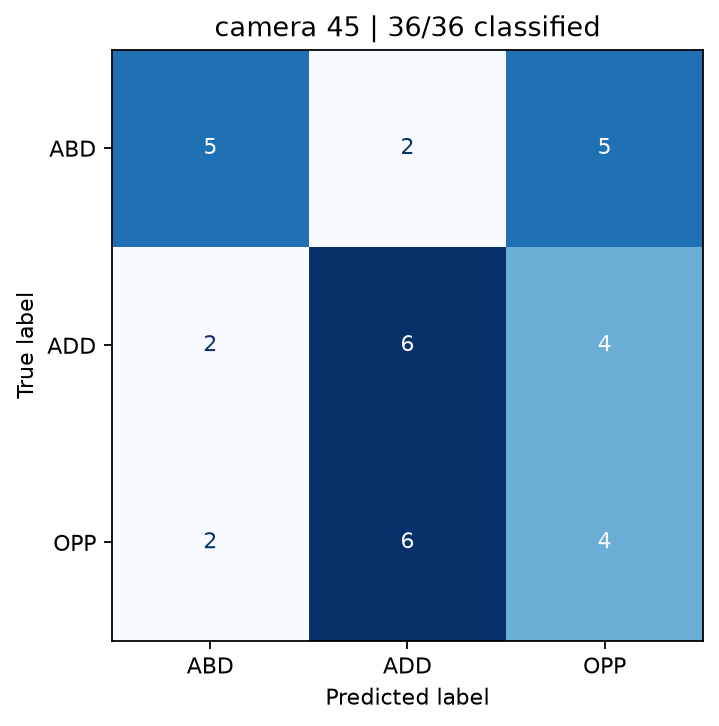 camera 45 | 36/36 classified
True label
ABD
5
2
5
ADD
2
6
4
OPP
2
6
4
ABD
ADD
OPP
Predicted label